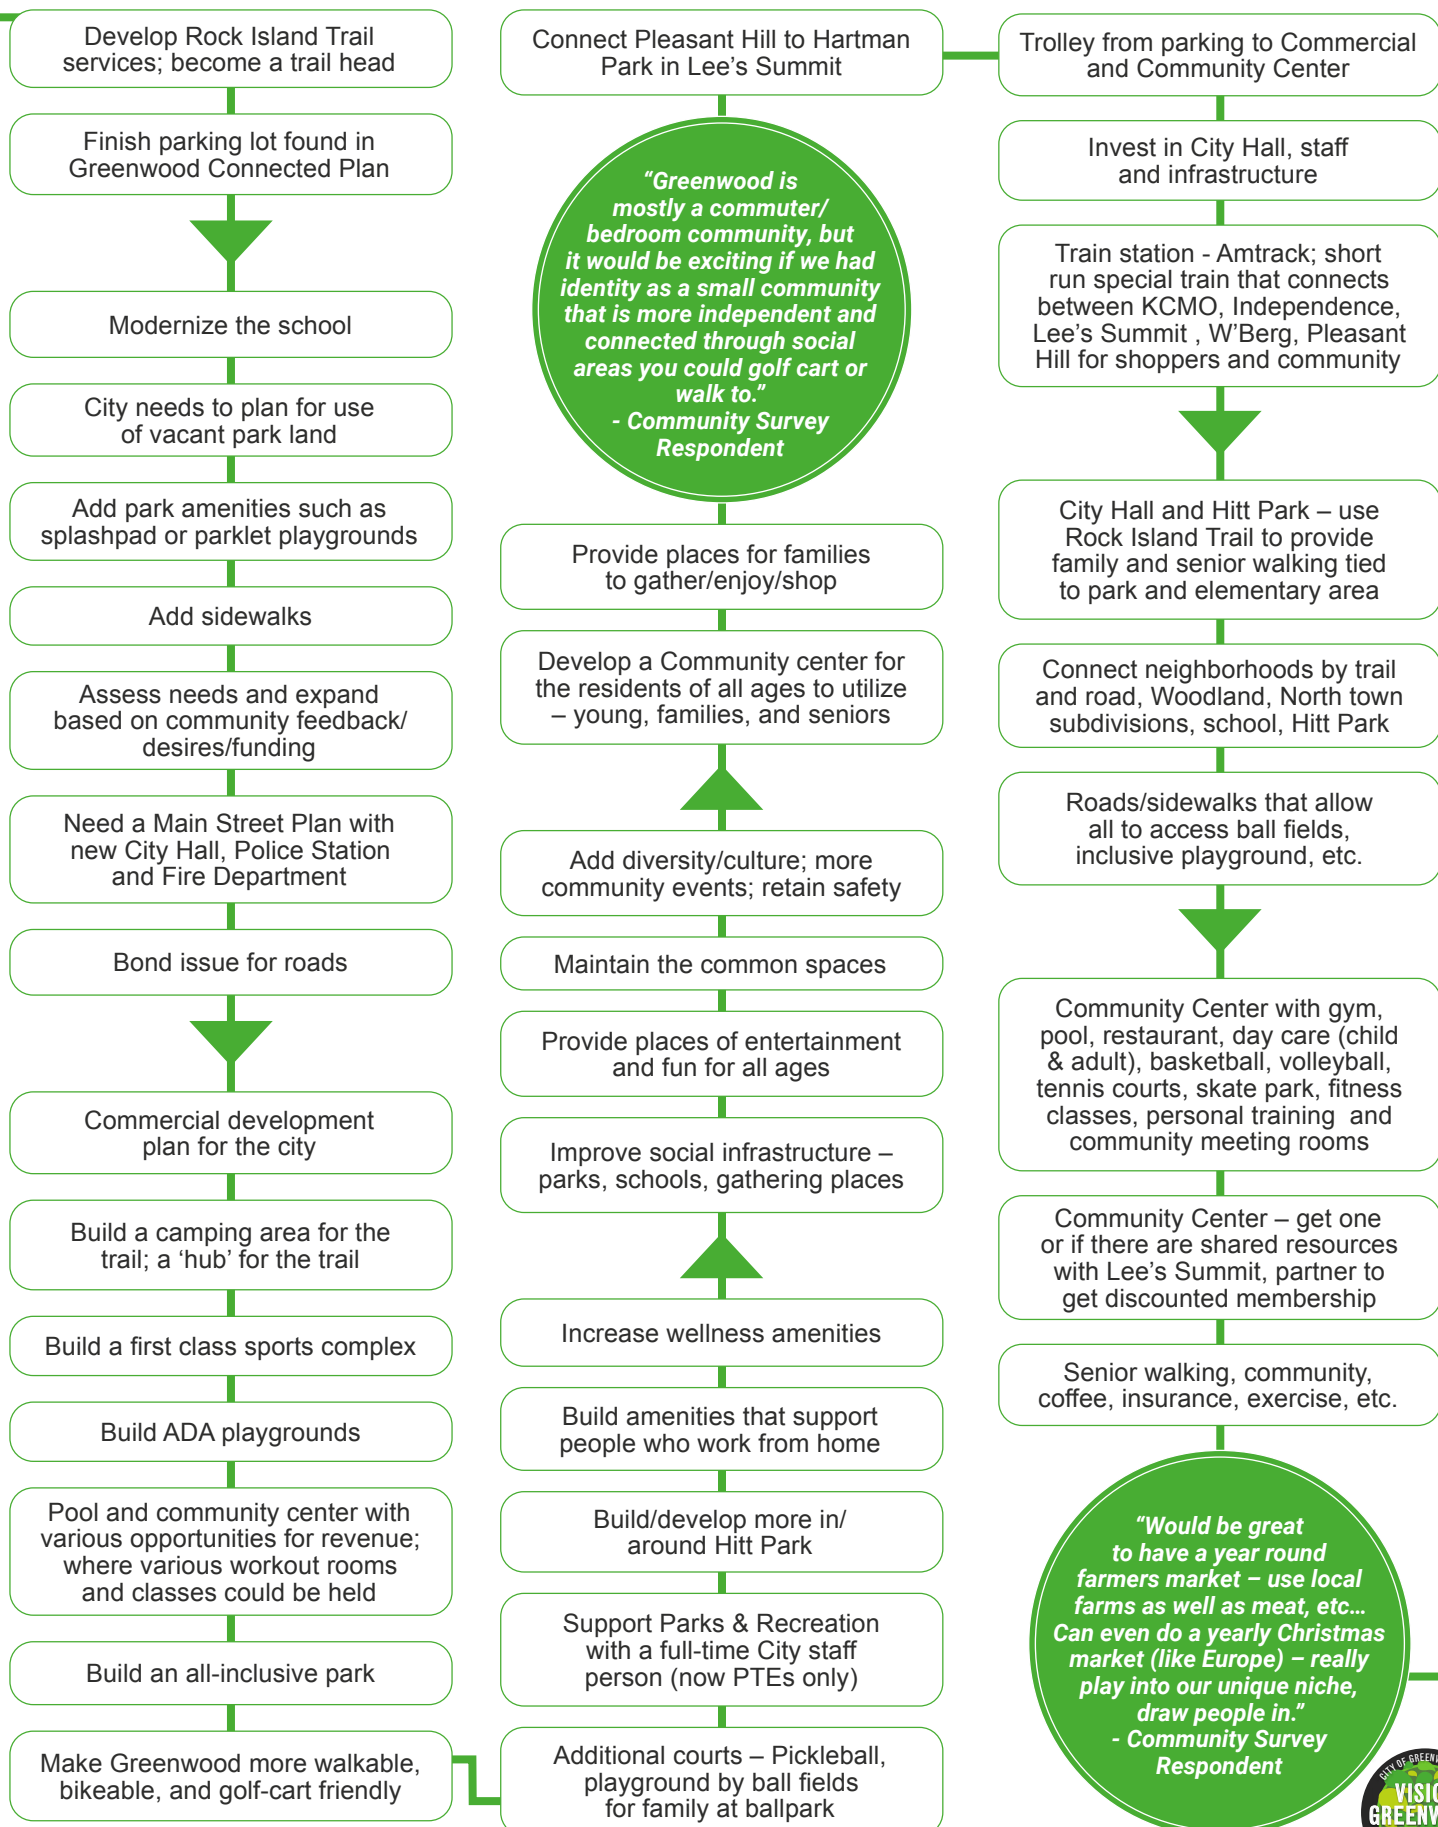 Develop Rock Island Trail
services; become a trail head
Finish parking lot found in
Greenwood Connected Plan
Modernize the school
City needs to plan for use
of vacant park land
Add park amenities such as
splashpad or parklet playgrounds
Add sidewalks
Assess needs and expand
based on community feedback/
desires/funding
Need a Main Street Plan with
new City Hall, Police Station
and Fire Department
Bond issue for roads
Commercial development
plan for the city
Build a camping area for the
trail; a ‘hub’ for the trail
Build a first class sports complex
Build ADA playgrounds
Pool and community center with
various opportunities for revenue;
where various workout rooms
and classes could be held
Build an all-inclusive park
Make Greenwood more walkable,
bikeable, and golf-cart friendly
Connect Pleasant Hill to Hartman
Park in Lee’s Summit
“Greenwood is
mostly a commuter/
bedroom community, but
it would be exciting if we had
identity as a small community
that is more independent and
connected through social
areas you could golf cart or
walk to.”
- Community Survey
Respondent
Provide places for families
to gather/enjoy/shop
Develop a Community center for
the residents of all ages to utilize
– young, families, and seniors
Add diversity/culture; more
community events; retain safety
Maintain the common spaces
Provide places of entertainment
and fun for all ages
Improve social infrastructure –
parks, schools, gathering places
Increase wellness amenities
Build amenities that support
people who work from home
Build/develop more in/
around Hitt Park
Support Parks & Recreation
with a full-time City staff
person (now PTEs only)
Additional courts – Pickleball,
playground by ball fields
for family at ballpark
Trolley from parking to Commercial
and Community Center
Invest in City Hall, staff
and infrastructure
Train station - Amtrack; short
run special train that connects
between KCMO, Independence,
Lee’s Summit , W’Berg, Pleasant
Hill for shoppers and community
City Hall and Hitt Park – use
Rock Island Trail to provide
family and senior walking tied
to park and elementary area
Connect neighborhoods by trail
and road, Woodland, North town
subdivisions, school, Hitt Park
Roads/sidewalks that allow
all to access ball fields,
inclusive playground, etc.
Community Center with gym,
pool, restaurant, day care (child
& adult), basketball, volleyball,
tennis courts, skate park, fitness
classes, personal training and
community meeting rooms
Community Center – get one
or if there are shared resources
with Lee’s Summit, partner to
get discounted membership
Senior walking, community,
coffee, insurance, exercise, etc.
“Would be great
to have a year round
farmers market – use local
farms as well as meat, etc…
Can even do a yearly Christmas
market (like Europe) – really
play into our unique niche,
draw people in.”
- Community Survey
Respondent
CITY OF